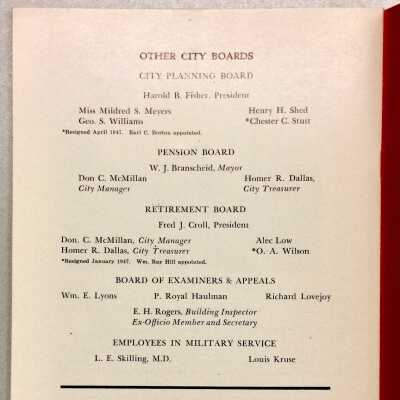 OTHER CITY BOARDS
CITY PLANNING BOARD
Harold B. Fisher, President
Miss Mildred S. Meyers Henry H. Shed
Geo. S. Williams *Chester C. Stutt
*Resigned April 1947. Earl C. Borton appointed.
PENSION BOARD
W. J. Branscheid, Mayor
Don C. McMillan Homer R. Dallas,
City Manager City Treasurer
RETIREMENT BOARD
Fred J. Croll, President
Don. C. McMillan, City Manager Alec Low
Homer R. Dallas, City Treasurer *O. A. Wilson
*Resigned January 1947. Wm. Ray Hill appointed.
BOARD OF EXAMINERS & APPEALS
Wm. E. Lyons P. Royal Haulman Richard Lovejoy
E. H. Rogers, Building Inspector
Ex-Officio Member and Secretary
EMPLOYEES IN MILITARY SERVICE
L. E. Skilling, M.D. Louis Kruse